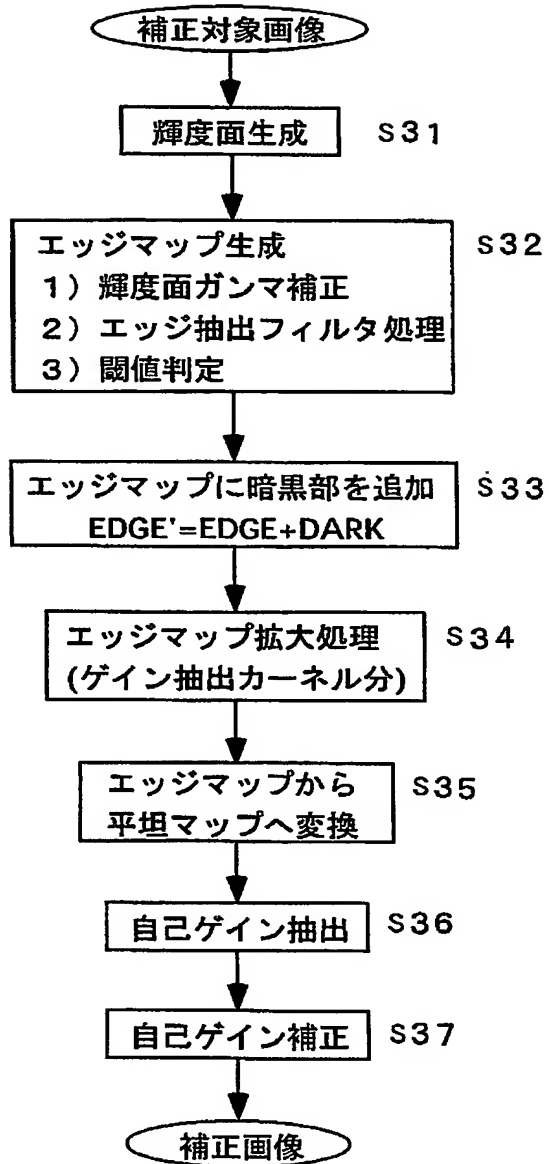 補正対象画像
輝度面生成 S31
エッジマップ生成 S32
1）輝度面ガンマ補正
2）エッジ抽出フィルタ処理
3）閾値判定
エッジマップに暗黒部を追加 S33
EDGE'=EDGE+DARK
エッジマップ拡大処理 S34
(ゲイン抽出カーネル分)
エッジマップから S35
平坦マップへ変換
自己ゲイン抽出 S36
自己ゲイン補正 S37
補正画像